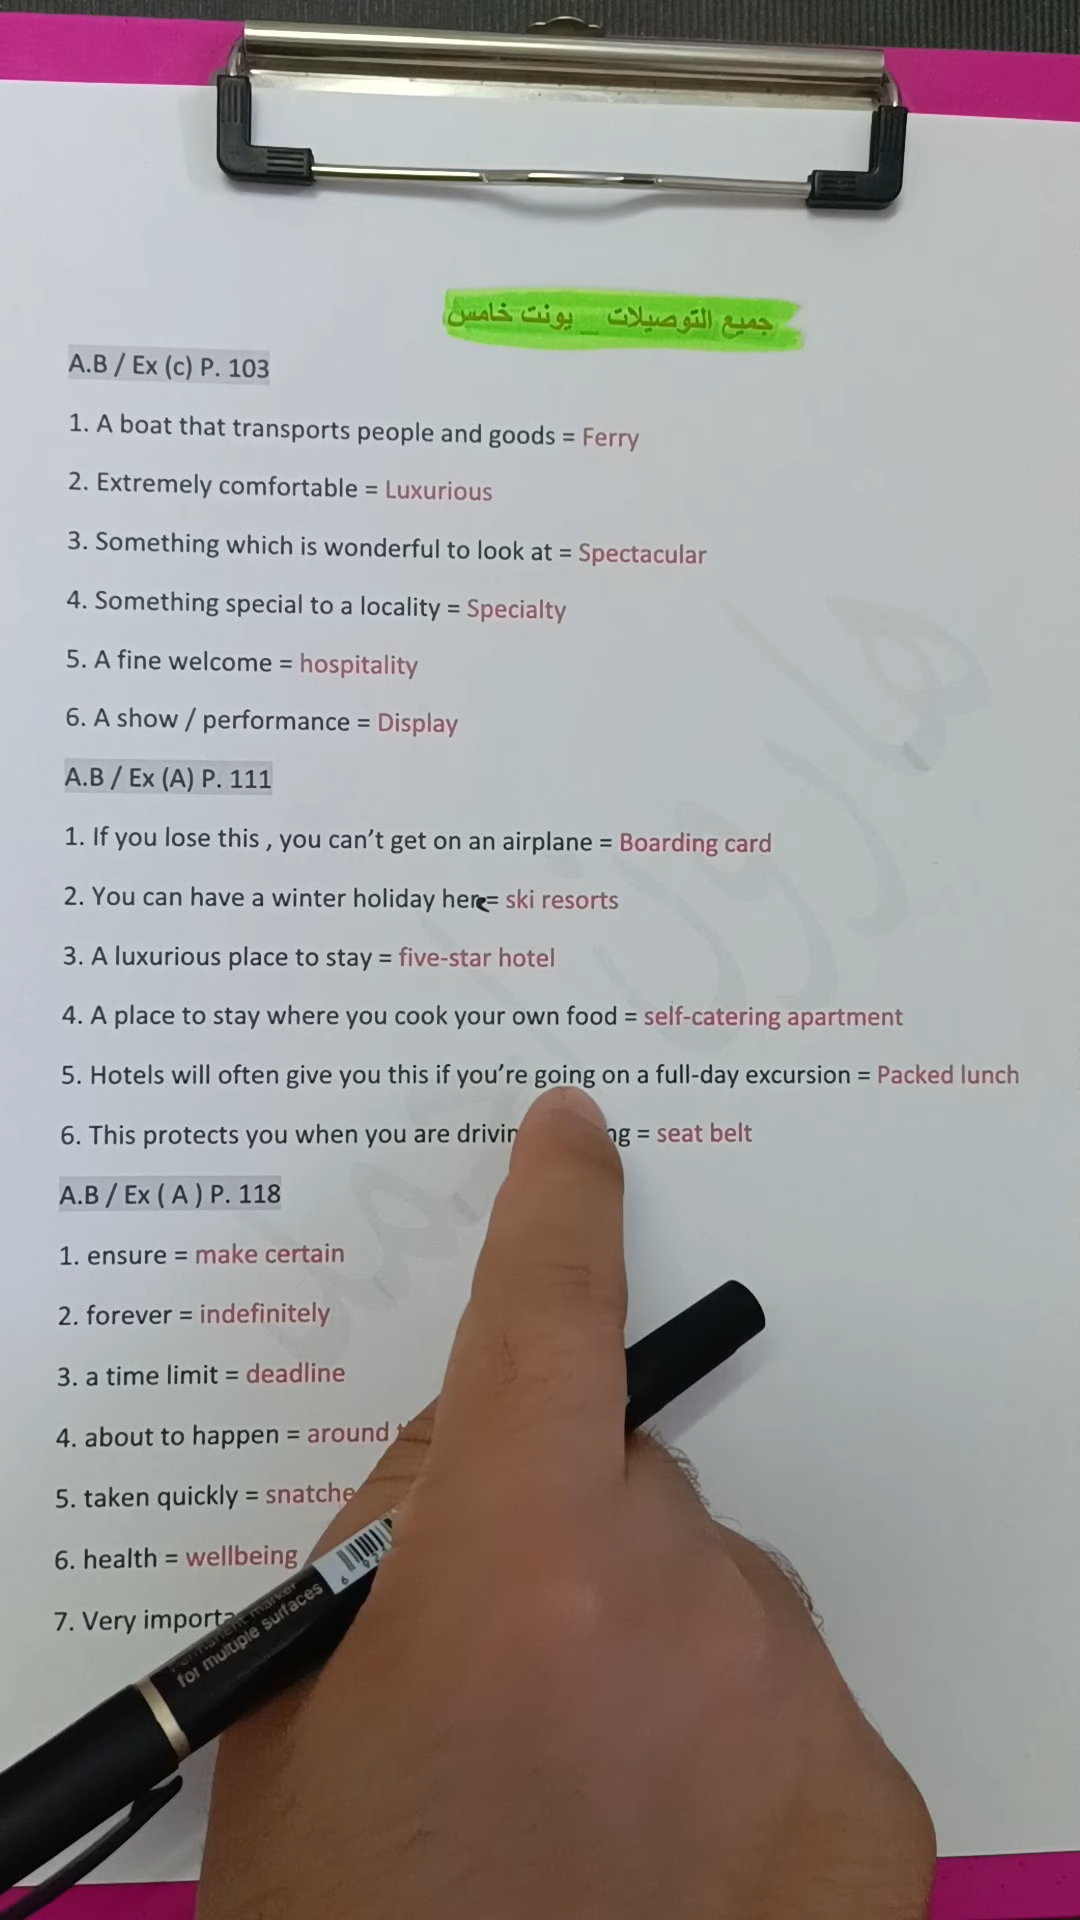 جميع التوصيلات _ يونت خامس
A.B / Ex (c) P. 103
1. A boat that transports people and goods = Ferry
2. Extremely comfortable = Luxurious
3. Something which is wonderful to look at = Spectacular
4. Something special to a locality = Specialty
5. A fine welcome = hospitality
6. A show / performance = Display
A.B / Ex (A) P. 111
1. If you lose this , you can't get on an airplane = Boarding card
2. You can have a winter holiday here= ski resorts
3. A luxurious place to stay = five-star hotel
4. A place to stay where you cook your own food = self-catering apartment
5. Hotels will often give you this if you're going on a full-day excursion = Packed lunch
6. This protects you when you are = seat belt
A.B / Ex ( A ) P. 118
1. ensure = make certain
2. forever = indefinitely
3. a time limit = deadline
4. about to happen = around
5. taken quickly =
6. health = wellbeing
7. Very
Permanent marker
for multiple surfaces